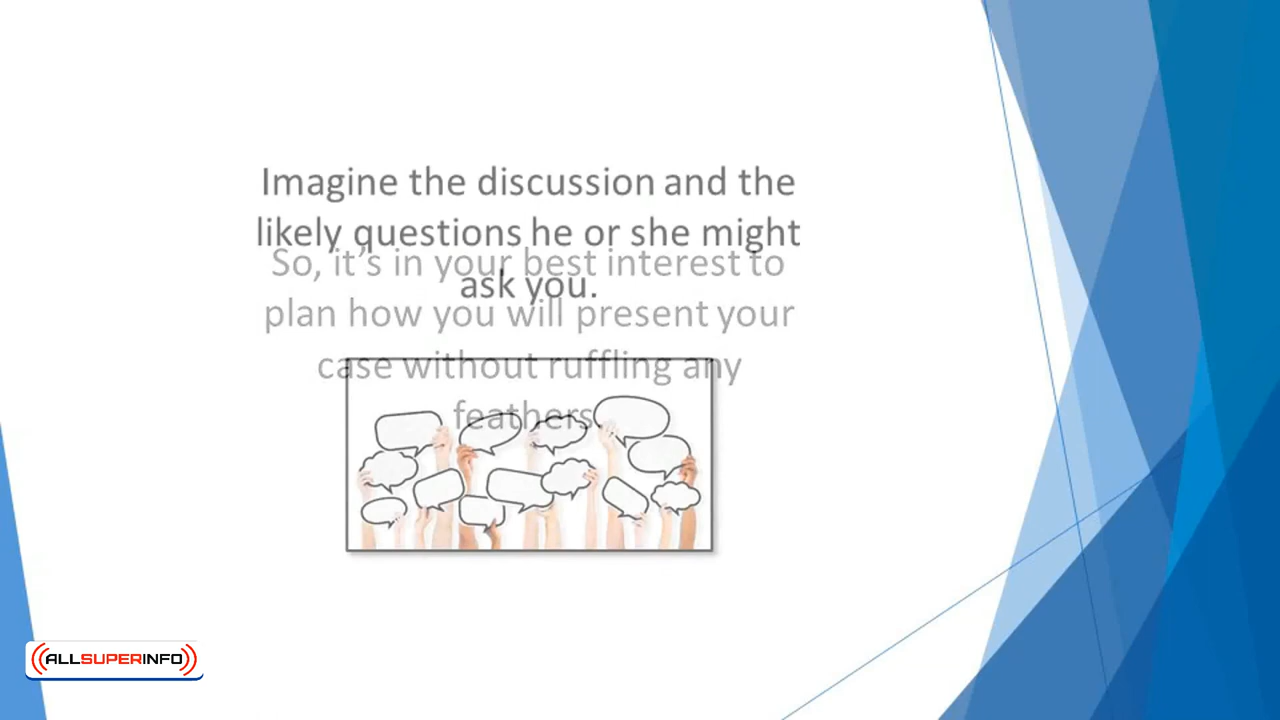 Imagine the discussion and the
likely questions he or she might
ask you.
So, it's in your best interest to
plan how you will present your
case without ruffling any
feathers.
ALLSUPERINFO